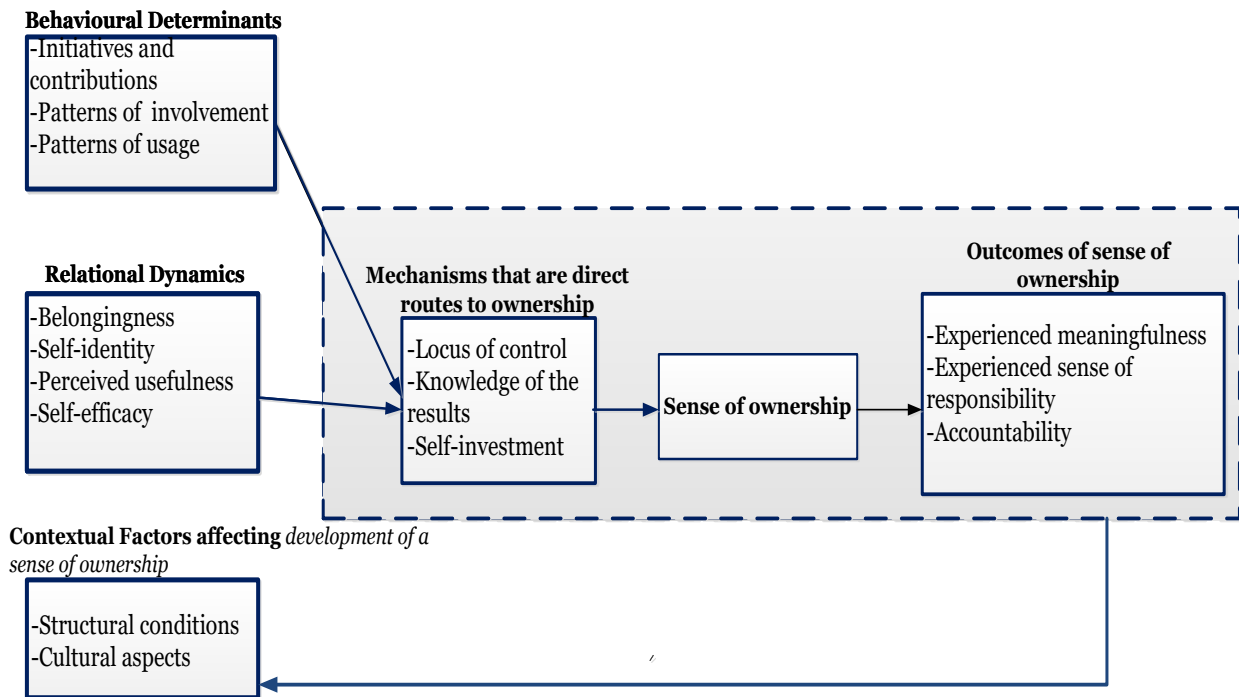 Behavioural Determinants
-Initiatives and
contributions
-Patterns of involvement
-Patterns of usage
Relational Dynamics
-Belongingness
-Self-identity
-Perceived usefulness
-Self-efficacy
Mechanisms that are direct
routes to ownership
-Locus of control
-Knowledge of the
results
-Self-investment
Sense of ownership
Outcomes of sense of
ownership
-Experienced meaningfulness
-Experienced sense of
responsibility
-Accountability
Contextual Factors affecting development of a
sense of ownership
-Structural conditions
-Cultural aspects